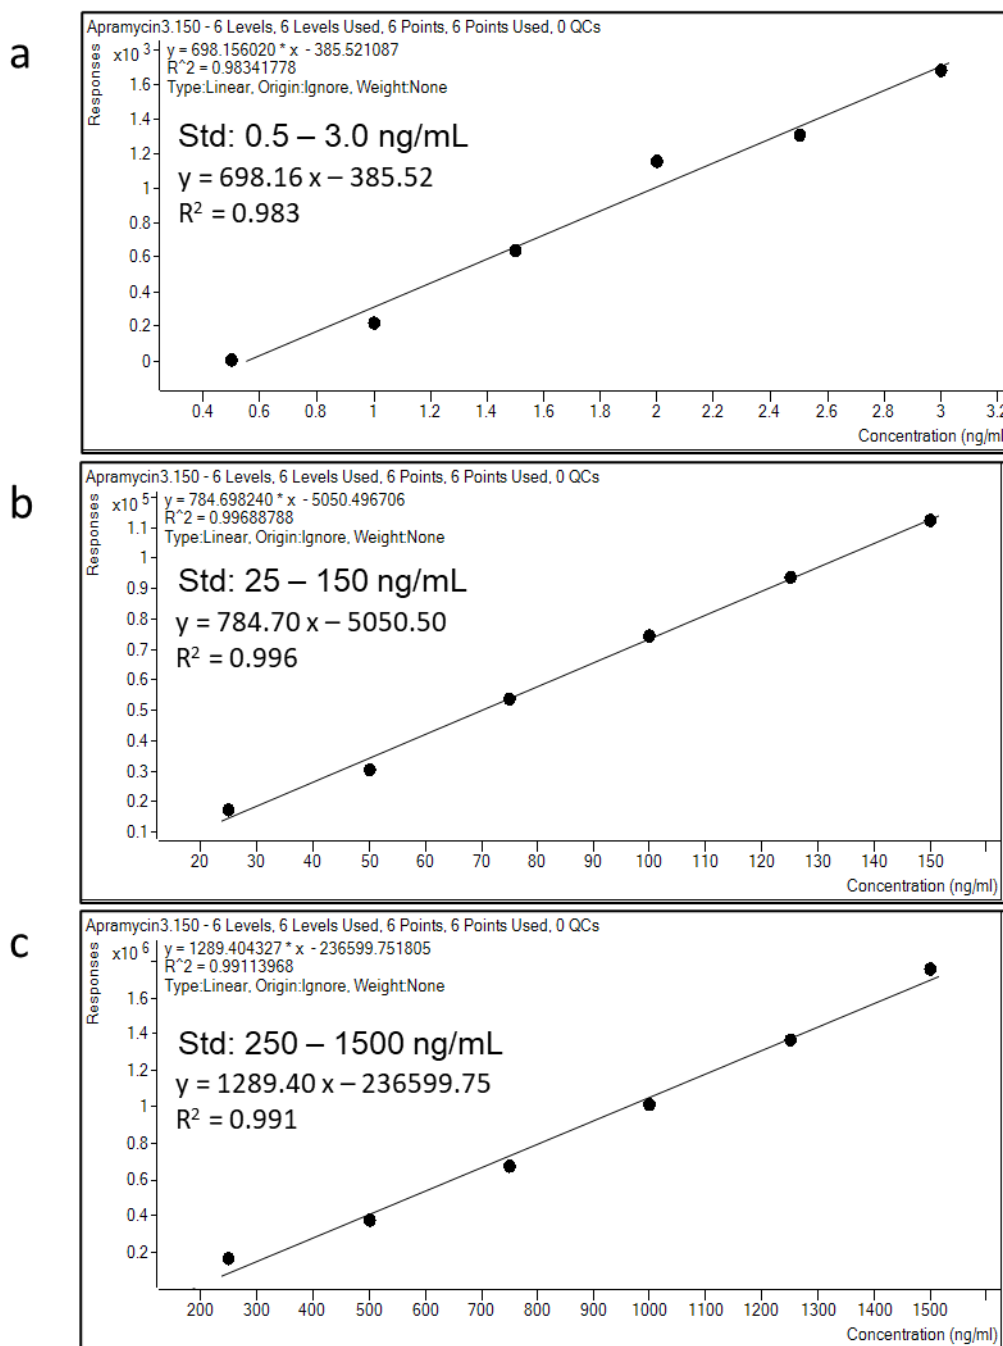 a
Apramycin3.150 - 6 Levels, 6 Levels Used, 6 Points, 6 Points Used, 0 QCs
Responses
x10 3
y = 698.156020 * x - 385.521087
R^2 = 0.98341778
Type:Linear, Origin:Ignore, Weight:None
Std: 0.5 – 3.0 ng/mL
y = 698.16 x – 385.52
R2 = 0.983
1.6
1.4
1.2
1
0.8
0.6
0.4
0.2
0
0.4 0.6 0.8 1 1.2 1.4 1.6 1.8 2 2.2 2.4 2.6 2.8 3 3.2
Concentration (ng/ml)
b
Apramycin3.150 - 6 Levels, 6 Levels Used, 6 Points, 6 Points Used, 0 QCs
Responses
x10 5
y = 784.698240 * x - 5050.496706
R^2 = 0.99688788
Type:Linear, Origin:Ignore, Weight:None
Std: 25 – 150 ng/mL
y = 784.70 x – 5050.50
R2 = 0.996
1.1
1
0.9
0.8
0.7
0.6
0.5
0.4
0.3
0.2
0.1
20 30 40 50 60 70 80 90 100 110 120 130 140 150
Concentration (ng/ml)
c
Apramycin3.150 - 6 Levels, 6 Levels Used, 6 Points, 6 Points Used, 0 QCs
Responses
x10 6
y = 1289.404327 * x - 236599.751805
R^2 = 0.99113968
Type:Linear, Origin:Ignore, Weight:None
Std: 250 – 1500 ng/mL
y = 1289.40 x – 236599.75
R2 = 0.991
1.6
1.4
1.2
1
0.8
0.6
0.4
0.2
200 300 400 500 600 700 800 900 1000 1100 1200 1300 1400 1500
Concentration (ng/ml)